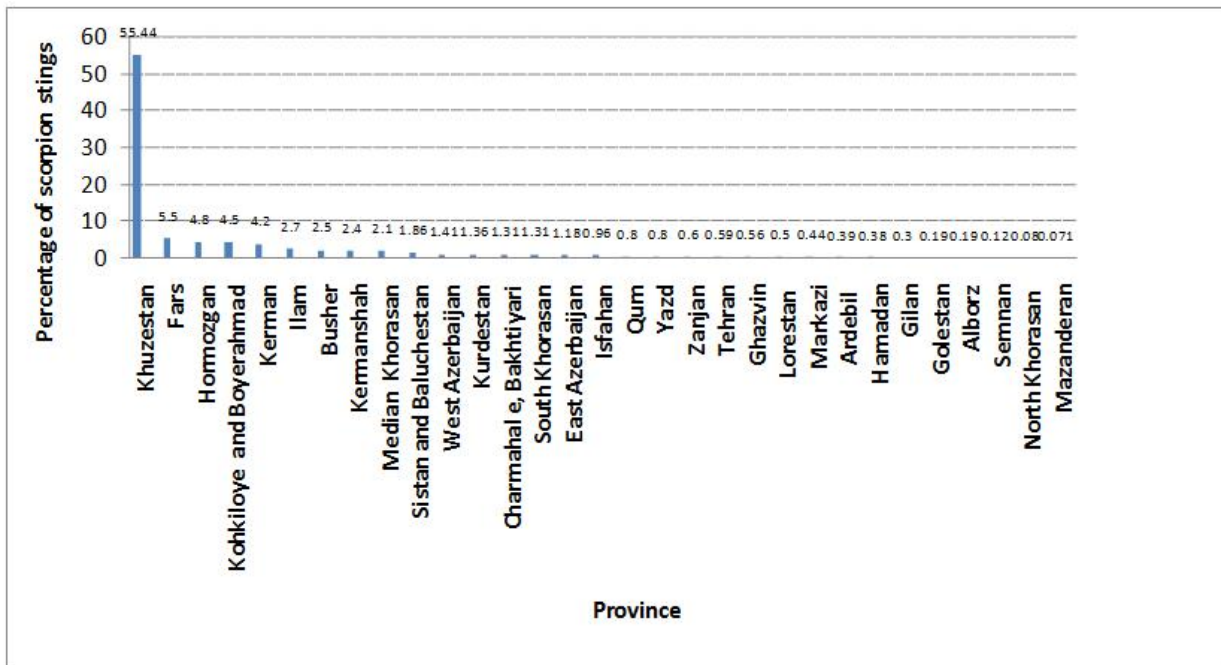 Percentage of scorpion stings
60
50
40
30
20
10
0
55.44
5.5
4.8
4.5
4.2
2.7
2.5
2.4
2.1
1.86
1.41
1.36
1.31
1.31
1.18
0.96
0.8
0.8
0.6
0.59
0.56
0.5
0.44
0.39
0.38
0.3
0.19
0.19
0.12
0.08
0.071
Khuzestan
Fars
Homozgan
Kohkiloye and Boyerahmad
Kerman
Ilam
Busher
Kermanshah
Median Khorasan
Sistan and Baluchestan
West Azerbaijan
Kurdestan
Charmahal e, Bakhtiyari
South Khorasan
East Azerbaijan
Isfahan
Qum
Yazd
Zanjan
Tehran
Ghazvin
Lorestan
Markazi
Ardebil
Hamadan
Gilan
Golestan
Alborz
Semnan
North Khorasan
Mazanderan
Province